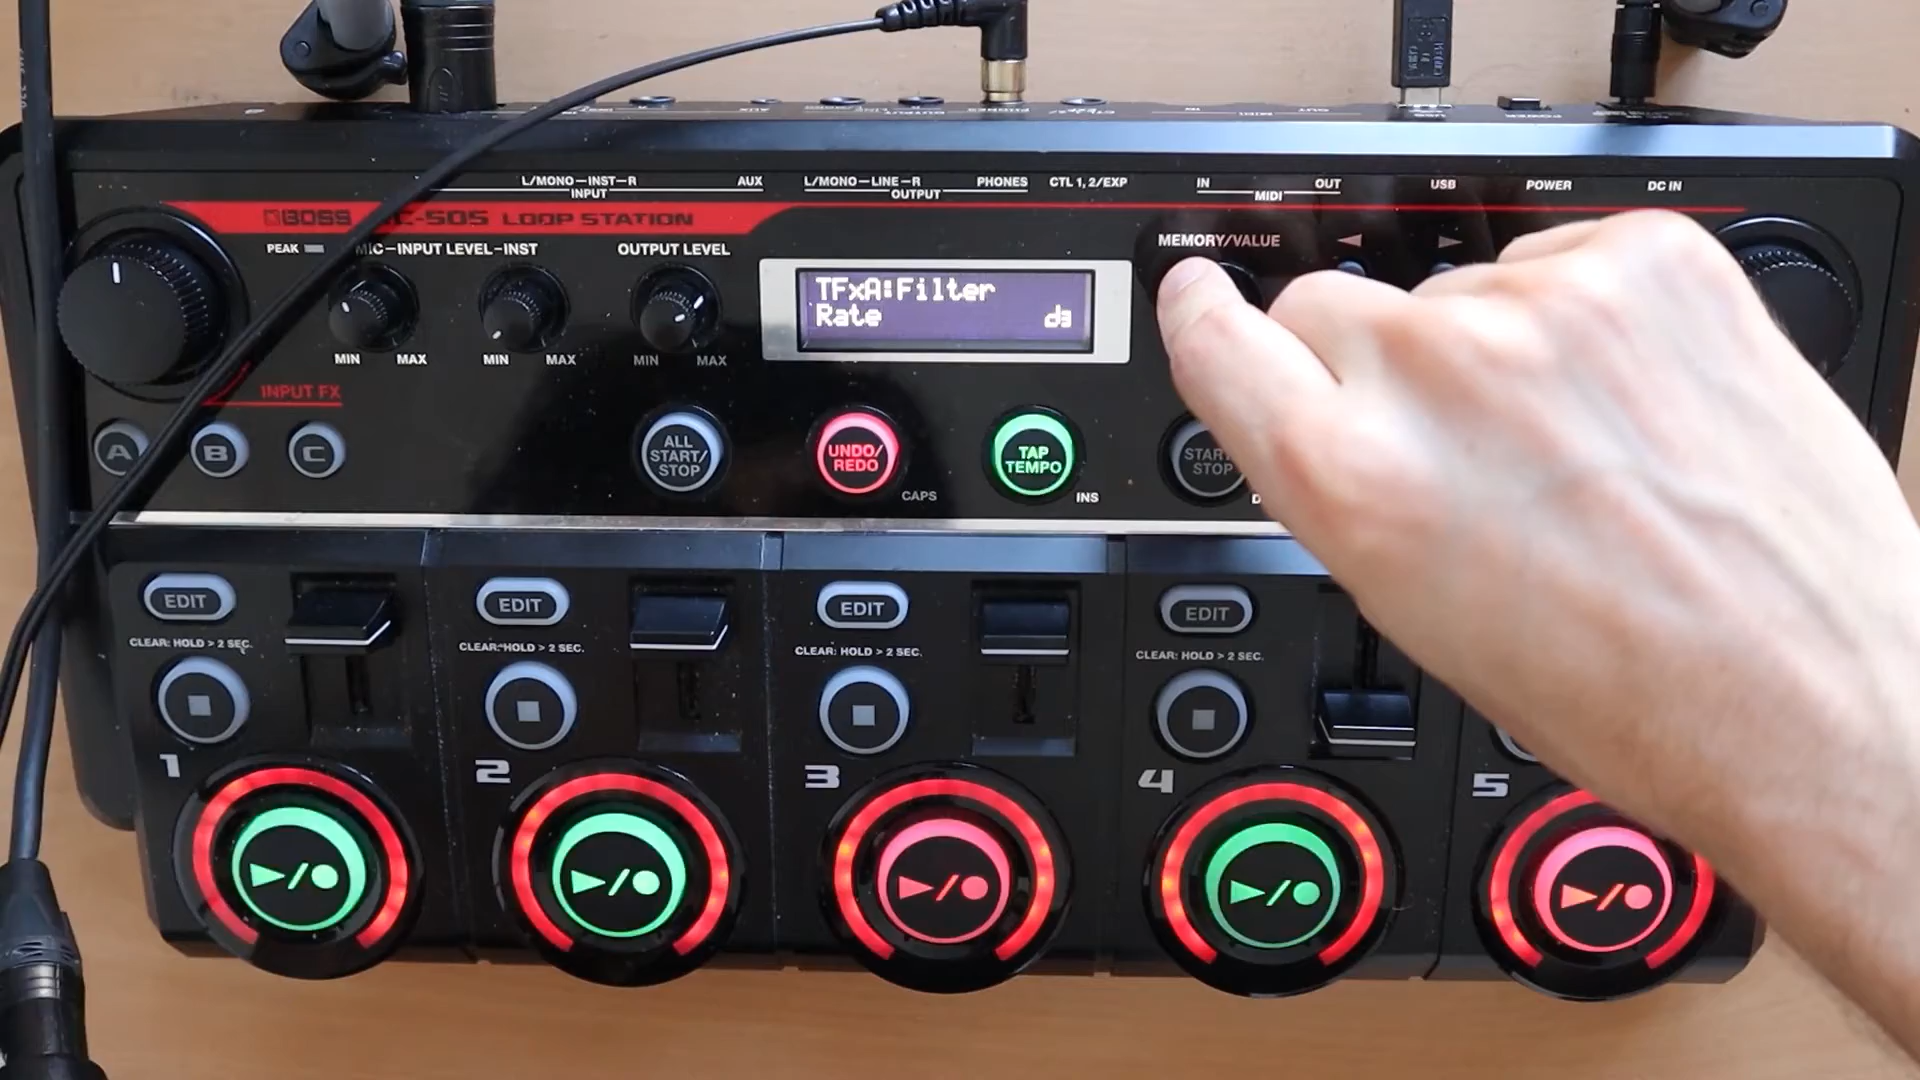 L/MONO—INST—R
INPUT
AUX
L/MONO—LINE—R
OUTPUT
PHONES
CTL 1, 2/EXP
IN
MIDI
OUT
USB
POWER
DC IN
BOSS
C-505 LOOP STATION
PEAK
MIC—INPUT LEVEL—INST
OUTPUT LEVEL
MEMORY/VALUE
TFxA:Filter
Rate
MIN
MAX
MIN
MAX
MIN
MAX
INPUT FX
A
B
C
ALL
START/
STOP
UNDO/
REDO
CAPS
TAP
TEMPO
INS
START
STOP
EDIT
EDIT
EDIT
EDIT
CLEAR: HOLD > 2 SEC.
CLEAR: HOLD > 2 SEC.
CLEAR: HOLD > 2 SEC.
CLEAR: HOLD > 2 SEC.
1
2
3
4
5